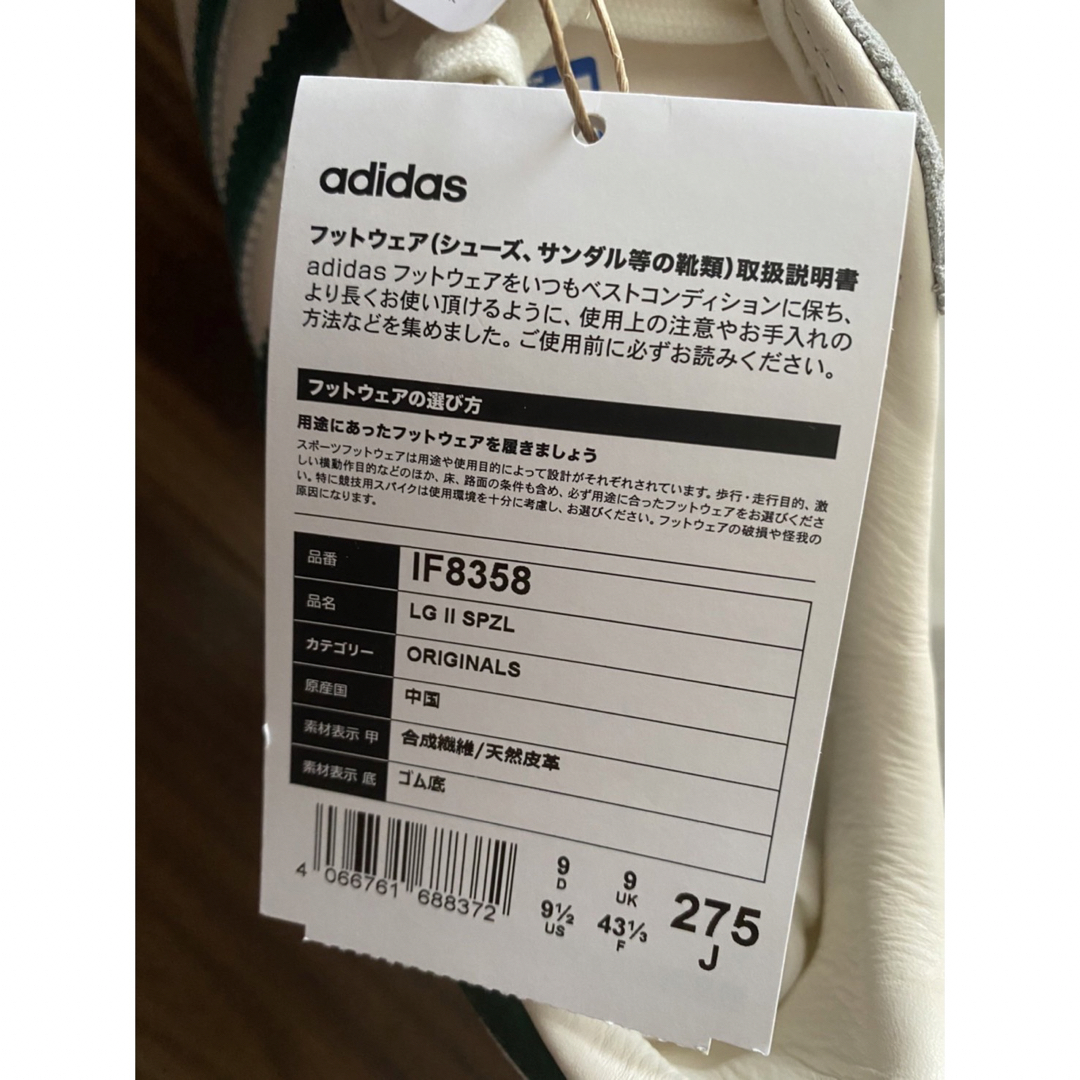 adidas
フットウェア(シューズ、サンダル等の靴類)取扱説明書
adidas フットウェアをいつもベストコンディションに保ち、
より長くお使い頂けるように、使用上の注意やお手入れの
方法などを集めました。ご使用前に必ずお読みください。
フットウェアの選び方
用途にあったフットウェアを履きましょう
スポーツフットウェアは用途や使用目的によって設計がそれぞれされています。歩行・走行目的、激
しい横動作目的などのほか、床、路面の条件も含め、必ず用途に合ったフットウェアをお選びくださ
い。特に競技用スパイクは使用環境を十分に考慮し、お選びください。フットウェアの破損や怪我の
原因になります。
品番 IF8358
品名 LG II SPZL
カテゴリー ORIGINALS
原産国 中国
素材表示 甲 合成繊維/天然皮革
素材表示 底 ゴム底
4 066761 688372
9 D
9 UK
9½ US
43⅓ F
275 J